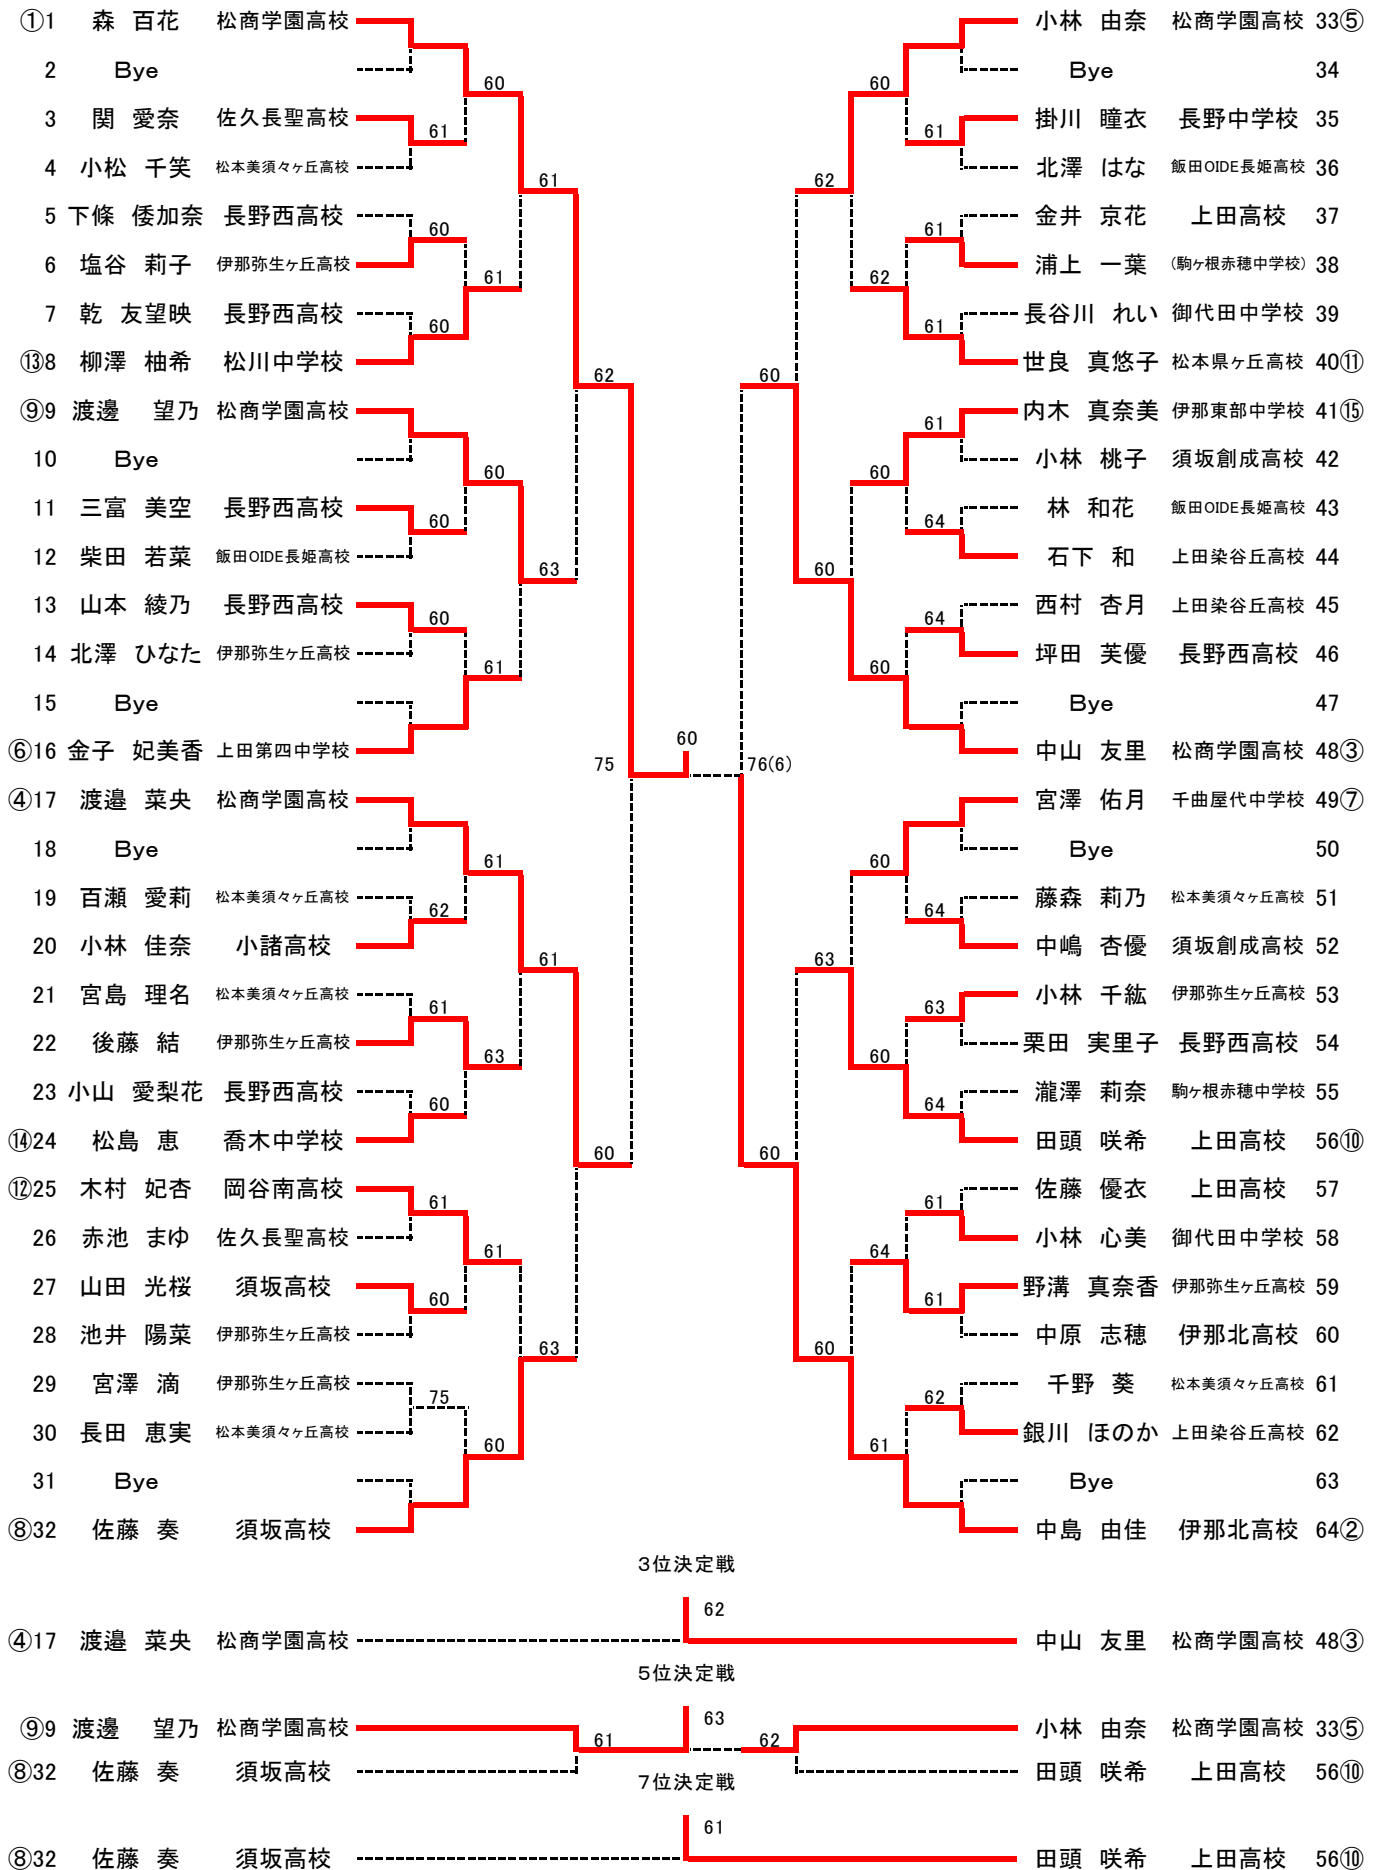 ①1 森 百花 松商学園高校 小林 由奈 松商学園高校 33⑤
2 Bye Bye 34
60 60
3 関 愛奈 佐久長聖高校 掛川 瞳衣 長野中学校 35
61 61
4 小松 千笑 松本美須々ヶ丘高校 北澤 はな 飯田OIDE長姫高校 36
61 62
5 下條 倭加奈 長野西高校 金井 京花 上田高校 37
60 61
6 塩谷 莉子 伊那弥生ヶ丘高校 浦上 一葉 (駒ヶ根赤穂中学校) 38
61 62
7 乾 友望映 長野西高校 長谷川 れい 御代田中学校 39
60 61
⑬8 柳澤 柚希 松川中学校 世良 真悠子 松本県ヶ丘高校 40⑪
62 60
⑨9 渡邊 望乃 松商学園高校 内木 真奈美 伊那東部中学校 41⑮
61
10 Bye 小林 桃子 須坂創成高校 42
60 60
11 三富 美空 長野西高校 林 和花 飯田OIDE長姫高校 43
60 64
12 柴田 若菜 飯田OIDE長姫高校 石下 和 上田染谷丘高校 44
63 60
13 山本 綾乃 長野西高校 西村 杏月 上田染谷丘高校 45
60 64
14 北澤 ひなた 伊那弥生ヶ丘高校 坪田 芙優 長野西高校 46
61 60
15 Bye Bye 47
60
⑥16 金子 妃美香 上田第四中学校 中山 友里 松商学園高校 48③
75 76(6)
④17 渡邉 菜央 松商学園高校 宮澤 佑月 千曲屋代中学校 49⑦
18 Bye Bye 50
61 60
19 百瀬 愛莉 松本美須々ヶ丘高校 藤森 莉乃 松本美須々ヶ丘高校 51
62 64
20 小林 佳奈 小諸高校 中嶋 杏優 須坂創成高校 52
61 63
21 宮島 理名 松本美須々ヶ丘高校 小林 千紘 伊那弥生ヶ丘高校 53
61 63
22 後藤 結 伊那弥生ヶ丘高校 栗田 実里子 長野西高校 54
63 60
23 小山 愛梨花 長野西高校 瀧澤 莉奈 駒ヶ根赤穂中学校 55
60 64
⑭24 松島 恵 喬木中学校 田頭 咲希 上田高校 56⑩
60 60
⑫25 木村 妃杏 岡谷南高校 佐藤 優衣 上田高校 57
61 61
26 赤池 まゆ 佐久長聖高校 小林 心美 御代田中学校 58
61 64
27 山田 光桜 須坂高校 野溝 真奈香 伊那弥生ヶ丘高校 59
60 61
28 池井 陽菜 伊那弥生ヶ丘高校 中原 志穂 伊那北高校 60
63 60
29 宮澤 滴 伊那弥生ヶ丘高校 千野 葵 松本美須々ヶ丘高校 61
75 62
30 長田 恵実 松本美須々ヶ丘高校 銀川 ほのか 上田染谷丘高校 62
60 61
31 Bye Bye 63
⑧32 佐藤 奏 須坂高校 中島 由佳 伊那北高校 64②
3位決定戦
62
④17 渡邉 菜央 松商学園高校 中山 友里 松商学園高校 48③
5位決定戦
63
⑨9 渡邊 望乃 松商学園高校 小林 由奈 松商学園高校 33⑤
61 62
⑧32 佐藤 奏 須坂高校 田頭 咲希 上田高校 56⑩
7位決定戦
61
⑧32 佐藤 奏 須坂高校 田頭 咲希 上田高校 56⑩